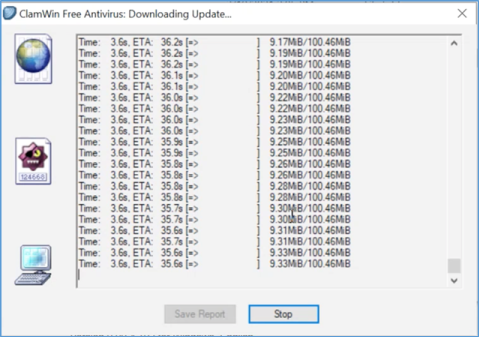 ClamWin Free Antivirus: Downloading Update...
Time: 3.6s, ETA: 36.2s [=> ] 9.17MiB/100.46MiB
Time: 3.6s, ETA: 36.2s [=> ] 9.19MiB/100.46MiB
Time: 3.6s, ETA: 36.2s [=> ] 9.19MiB/100.46MiB
Time: 3.6s, ETA: 36.1s [=> ] 9.20MiB/100.46MiB
Time: 3.6s, ETA: 36.1s [=> ] 9.20MiB/100.46MiB
Time: 3.6s, ETA: 36.0s [=> ] 9.22MiB/100.46MiB
Time: 3.6s, ETA: 36.0s [=> ] 9.22MiB/100.46MiB
Time: 3.6s, ETA: 36.0s [=> ] 9.23MiB/100.46MiB
Time: 3.6s, ETA: 36.0s [=> ] 9.23MiB/100.46MiB
Time: 3.6s, ETA: 35.9s [=> ] 9.25MiB/100.46MiB
Time: 3.6s, ETA: 35.9s [=> ] 9.25MiB/100.46MiB
Time: 3.6s, ETA: 35.8s [=> ] 9.26MiB/100.46MiB
Time: 3.6s, ETA: 35.8s [=> ] 9.26MiB/100.46MiB
Time: 3.6s, ETA: 35.8s [=> ] 9.28MiB/100.46MiB
Time: 3.6s, ETA: 35.8s [=> ] 9.28MiB/100.46MiB
Time: 3.6s, ETA: 35.7s [=> ] 9.30MiB/100.46MiB
Time: 3.6s, ETA: 35.7s [=> ] 9.30MiB/100.46MiB
Time: 3.6s, ETA: 35.6s [=> ] 9.31MiB/100.46MiB
Time: 3.6s, ETA: 35.7s [=> ] 9.31MiB/100.46MiB
Time: 3.6s, ETA: 35.6s [=> ] 9.33MiB/100.46MiB
Time: 3.6s, ETA: 35.6s [=> ] 9.33MiB/100.46MiB
124668
Save Report Stop